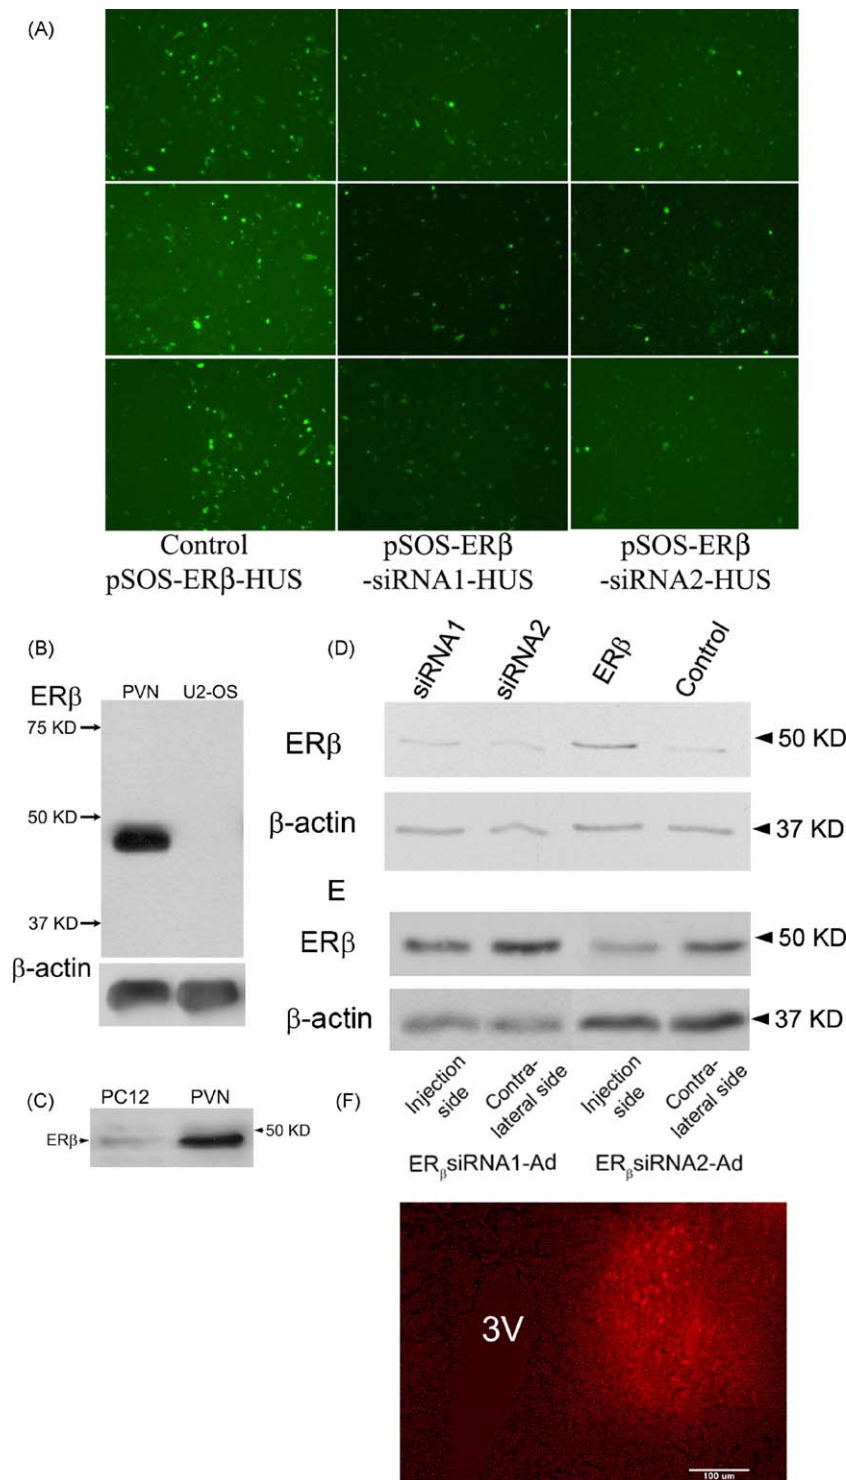 (A)
Control
pSOS-ERβ-HUS
pSOS-ERβ
-siRNA1-HUS
pSOS-ERβ
-siRNA2-HUS
(B)
ERβ
PVN U2-OS
75 KD
50 KD
37 KD
β-actin
(C)
PC12 PVN
ERβ
50 KD
(D)
siRNA1 siRNA2 ERβ Control
ERβ
50 KD
β-actin
37 KD
E
ERβ
50 KD
β-actin
37 KD
Injection
side
Contra-
lateral side
Injection
side
Contra-
lateral side
ERβsiRNA1-Ad
ERβsiRNA2-Ad
(F)
3V
100 um